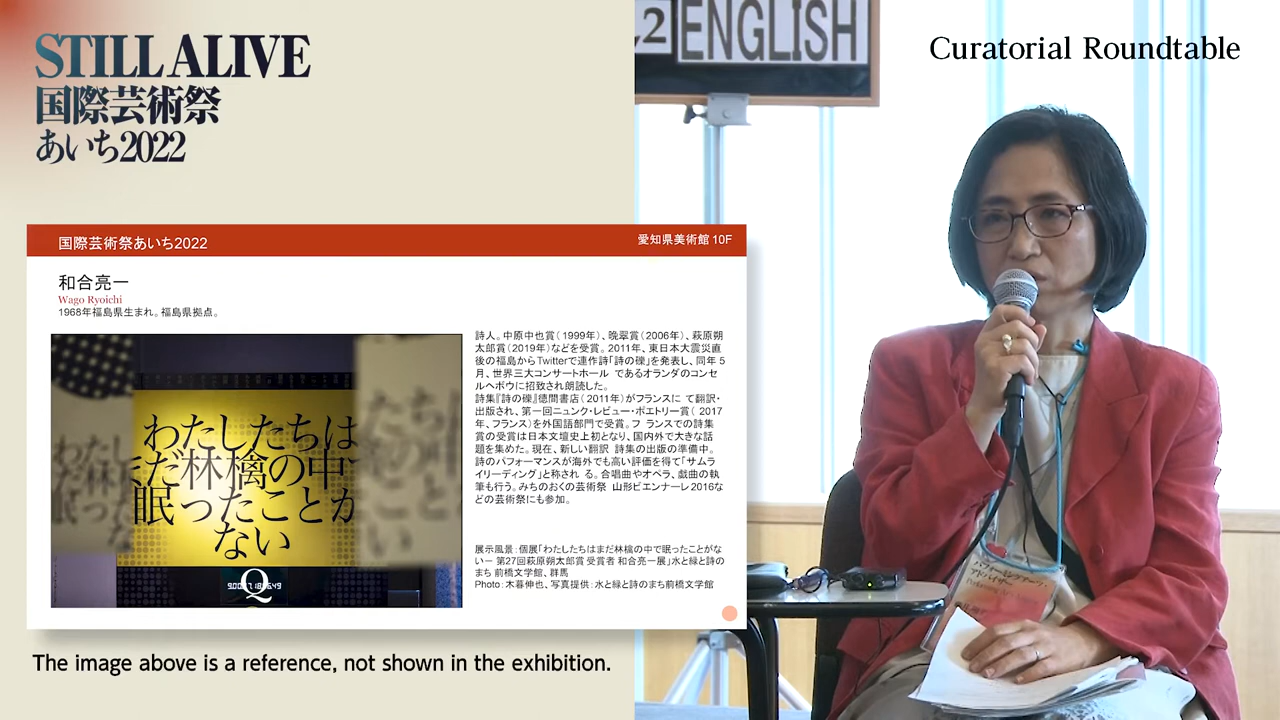 STILL ALIVE
国際芸術祭
あいち2022
2 ENGLISH
Curatorial Roundtable
国際芸術祭あいち2022
愛知県美術館 10F
和合亮一
Wago Ryoichi
1968年福島県生まれ。福島県拠点。
わたしたちは
まだ林檎の中で
眠ったことが
ない
Q
詩人。中原中也賞（1999年）、晩翠賞（2006年）、萩原朔
太郎賞（2019年）などを受賞。2011年、東日本大震災直
後の福島からTwitterで連作詩「詩の礫」を発表し、同年 5
月、世界三大コンサートホール であるオランダのコンセ
ルヘボウに招致され朗読した。
詩集『詩の礫』徳間書店（2011年）がフランスに て翻訳・
出版され、第一回ニュンク・レビュー・ポエトリー賞（ 2017
年、フランス）を外国語部門で受賞。フ ランスでの詩集
賞の受賞は日本文壇史上初となり、国内外で大きな話
題を集めた。現在、新しい翻訳 詩集の出版の準備中。
詩のパフォーマンスが海外でも高い評価を得て「サムラ
イリーディング」と称され る。合唱曲やオペラ、戯曲の執
筆も行う。みちのおくの芸術祭 山形ビエンナーレ2016な
どの芸術祭にも参加。
展示風景：個展「わたしたちはまだ林檎の中で眠ったことがな
い－ 第27回萩原朔太郎賞 受賞者 和合亮一展」水と緑と詩の
まち 前橋文学館、群馬
Photo：木暮伸也、写真提供：水と緑と詩のまち前橋文学館
The image above is a reference, not shown in the exhibition.
パフォーミングアーツ・
アドバイザー